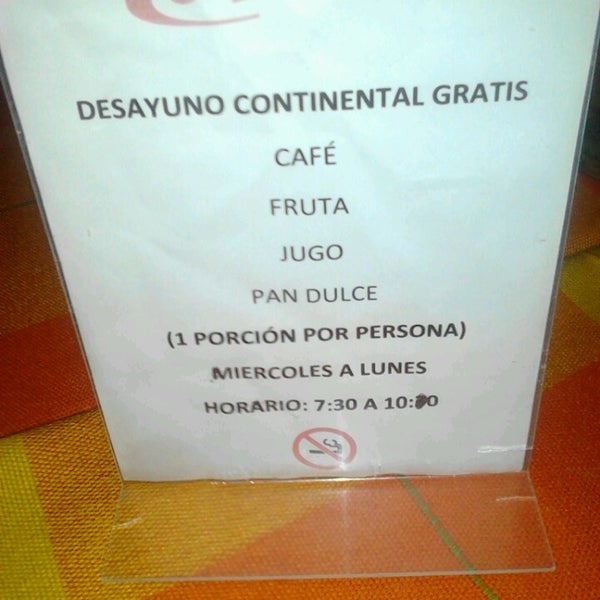 DESAYUNO CONTINENTAL GRATIS
CAFÉ
FRUTA
JUGO
PAN DULCE
(1 PORCIÓN POR PERSONA)
MIERCOLES A LUNES
HORARIO: 7:30 A